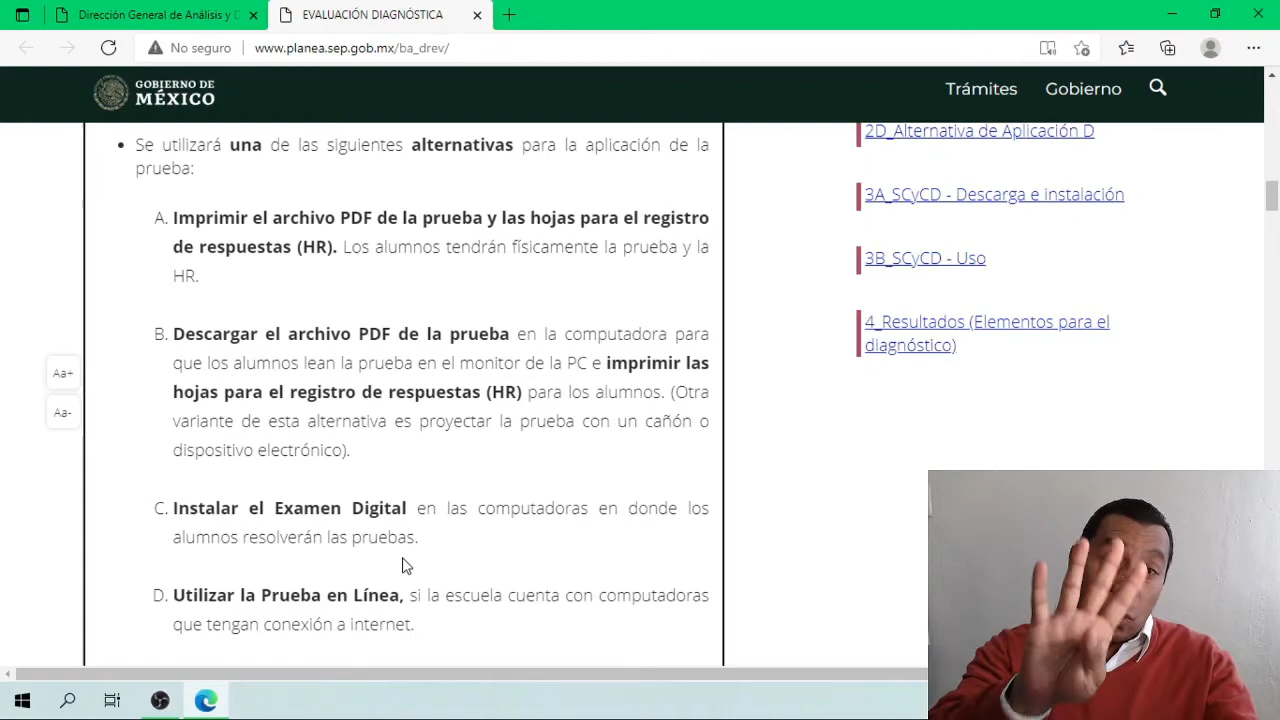 Dirección General de Análisis y D
EVALUACIÓN DIAGNÓSTICA
No seguro
www.planea.sep.gob.mx/ba_drev/
GOBIERNO DE
MÉXICO
Trámites
Gobierno
Se utilizará una de las siguientes alternativas para la aplicación de la
prueba:
A. Imprimir el archivo PDF de la prueba y las hojas para el registro
de respuestas (HR). Los alumnos tendrán físicamente la prueba y la
HR.
B. Descargar el archivo PDF de la prueba en la computadora para
que los alumnos lean la prueba en el monitor de la PC e imprimir las
hojas para el registro de respuestas (HR) para los alumnos. (Otra
variante de esta alternativa es proyectar la prueba con un cañón o
dispositivo electrónico).
C. Instalar el Examen Digital en las computadoras en donde los
alumnos resolverán las pruebas.
D. Utilizar la Prueba en Línea, si la escuela cuenta con computadoras
que tengan conexión a internet.
Aa+
Aa-
2D_Alternativa de Aplicación D
3A_SCyCD - Descarga e instalación
3B_SCyCD - Uso
4_Resultados (Elementos para el
diagnóstico)